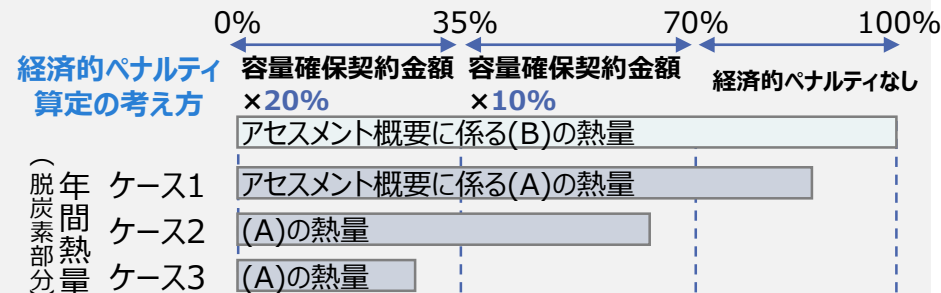 0% 35% 70% 100%
経済的ペナルティ
算定の考え方
容量確保契約金額
×20%
容量確保契約金額
×10%
経済的ペナルティなし
アセスメント概要に係る(B)の熱量
年間熱量
(脱炭素部分)
ケース1 アセスメント概要に係る(A)の熱量
ケース2 (A)の熱量
ケース3 (A)の熱量